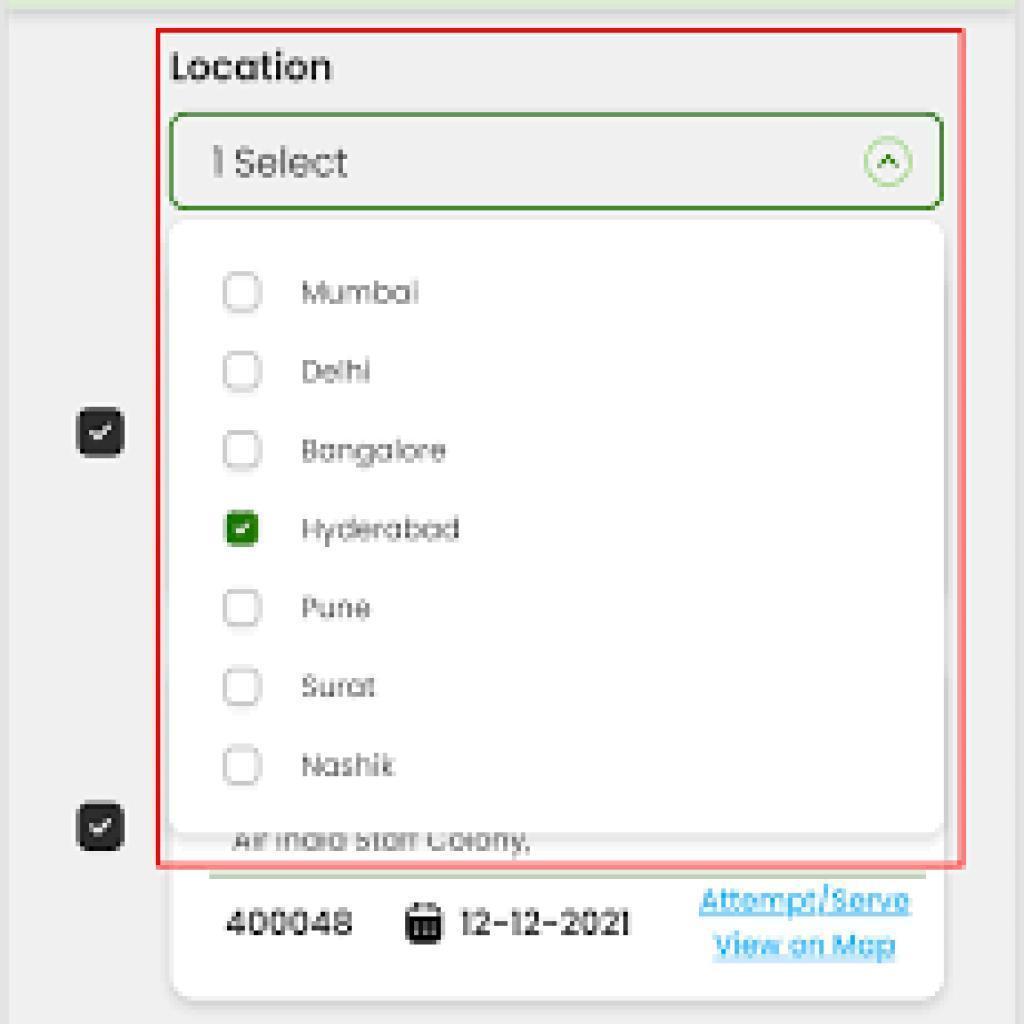 Location
1 Select
Mumbai
Delhi
Bangalore
Hyderabad
Pune
Surat
Nashik
Air India Staff Colony,
400048 12-12-2021 Attempt/Serve
View on Map